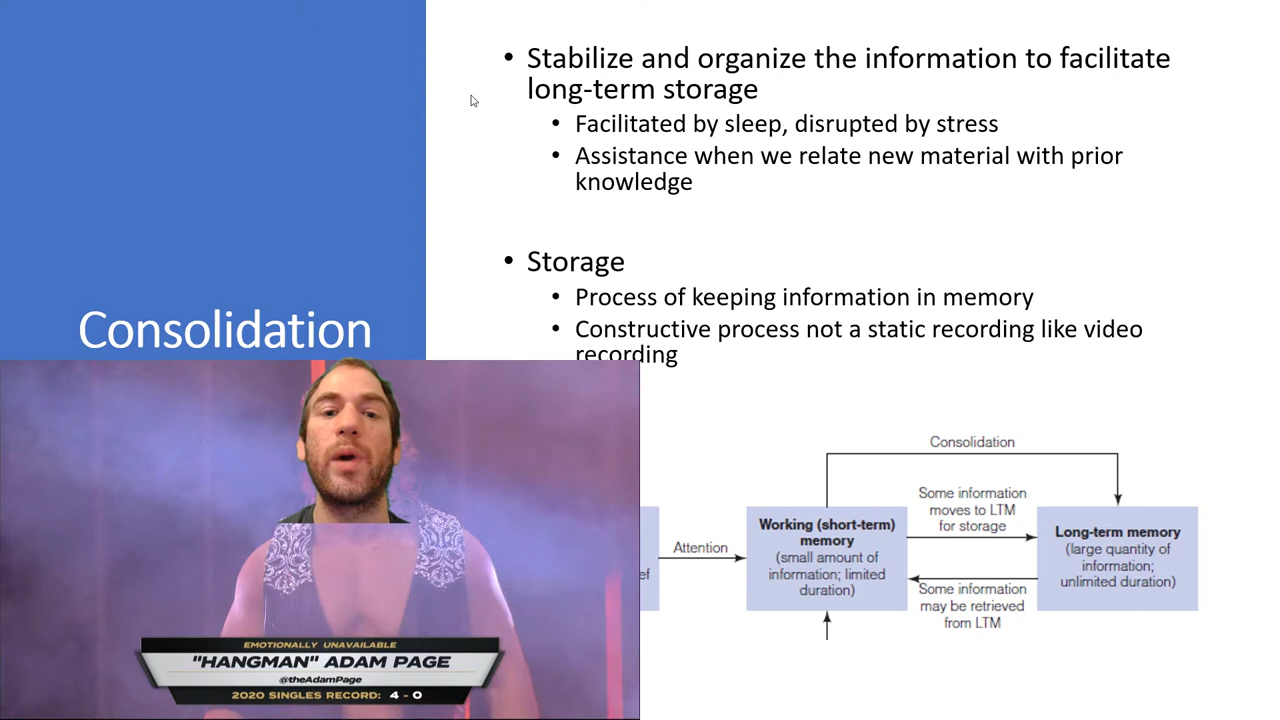 Stabilize and organize the information to facilitate
long-term storage
Facilitated by sleep, disrupted by stress
Assistance when we relate new material with prior
knowledge
Storage
Process of keeping information in memory
Constructive process not a static recording like video
recording
Consolidation
Consolidation
Some information
moves to LTM
for storage
Attention
Working (short-term)
memory
(small amount of
information; limited
duration)
Long-term memory
(large quantity of
information;
unlimited duration)
Some information
may be retrieved
from LTM
EMOTIONALLY UNAVAILABLE
"HANGMAN" ADAM PAGE
@theAdamPage
2020 SINGLES RECORD: 4 - 0